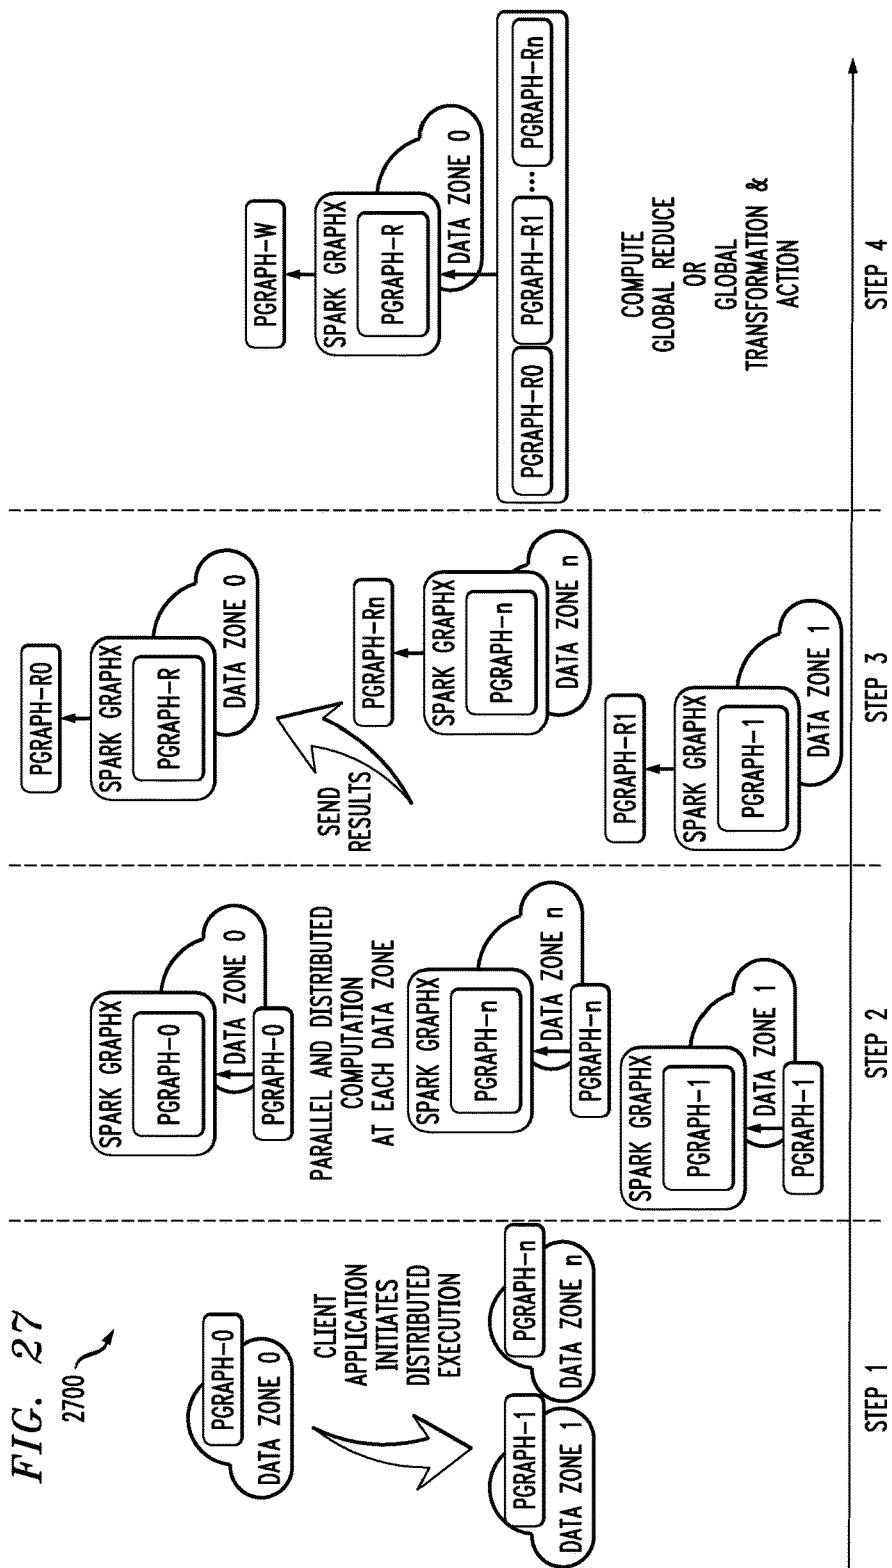 FIG. 27
2700
PGRAPH-0
DATA ZONE 0
CLIENT
APPLICATION
INITIATES
DISTRIBUTED
EXECUTION
PGRAPH-1
DATA ZONE 1
PGRAPH-n
DATA ZONE n
STEP 1
SPARK GRAPHX
PGRAPH-0
DATA ZONE 0
PGRAPH-0
PARALLEL AND DISTRIBUTED
COMPUTATION
AT EACH DATA ZONE
SPARK GRAPHX
PGRAPH-n
DATA ZONE n
PGRAPH-n
SPARK GRAPHX
PGRAPH-1
DATA ZONE 1
PGRAPH-1
STEP 2
PGRAPH-R0
SPARK GRAPHX
PGRAPH-R
DATA ZONE 0
SEND
RESULTS
PGRAPH-Rn
SPARK GRAPHX
PGRAPH-n
DATA ZONE n
PGRAPH-R1
SPARK GRAPHX
PGRAPH-1
DATA ZONE 1
STEP 3
PGRAPH-W
SPARK GRAPHX
PGRAPH-R
DATA ZONE 0
PGRAPH-R0
PGRAPH-R1
...
PGRAPH-Rn
COMPUTE
GLOBAL REDUCE
OR
GLOBAL
TRANSFORMATION &
ACTION
STEP 4